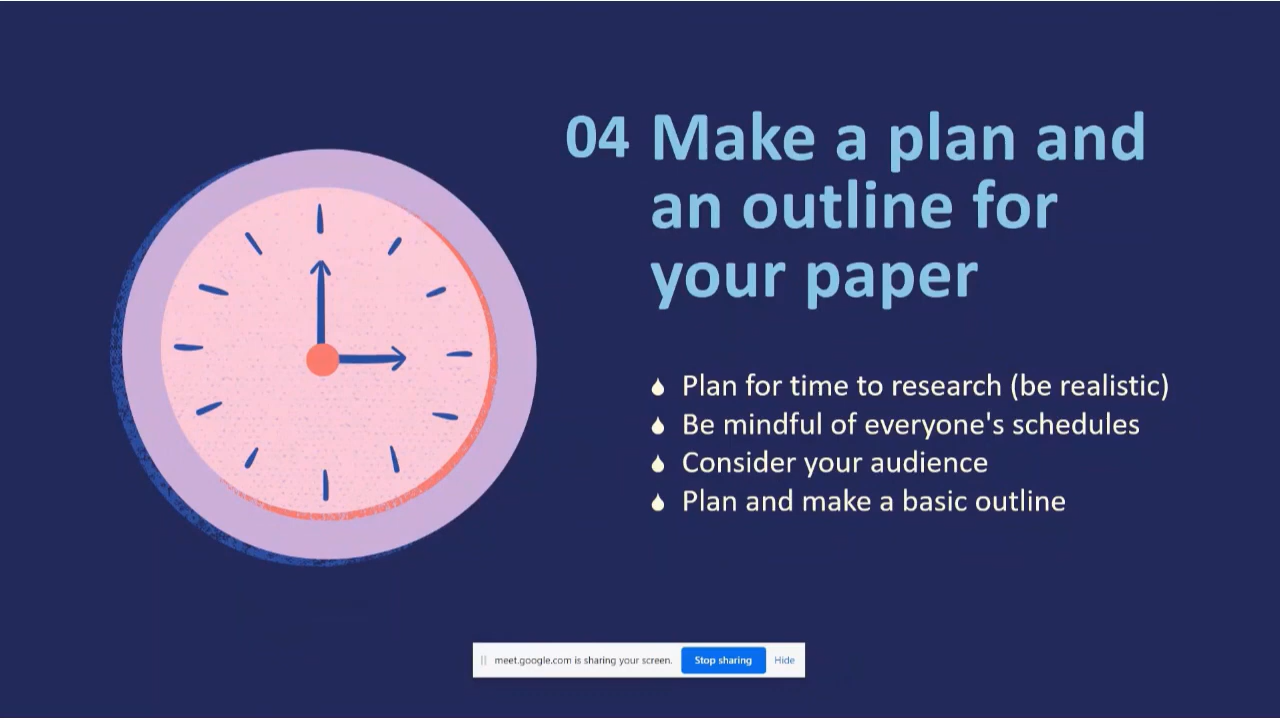 04 Make a plan and
an outline for
your paper
Plan for time to research (be realistic)
Be mindful of everyone's schedules
Consider your audience
Plan and make a basic outline
meet.google.com is sharing your screen. Stop sharing Hide